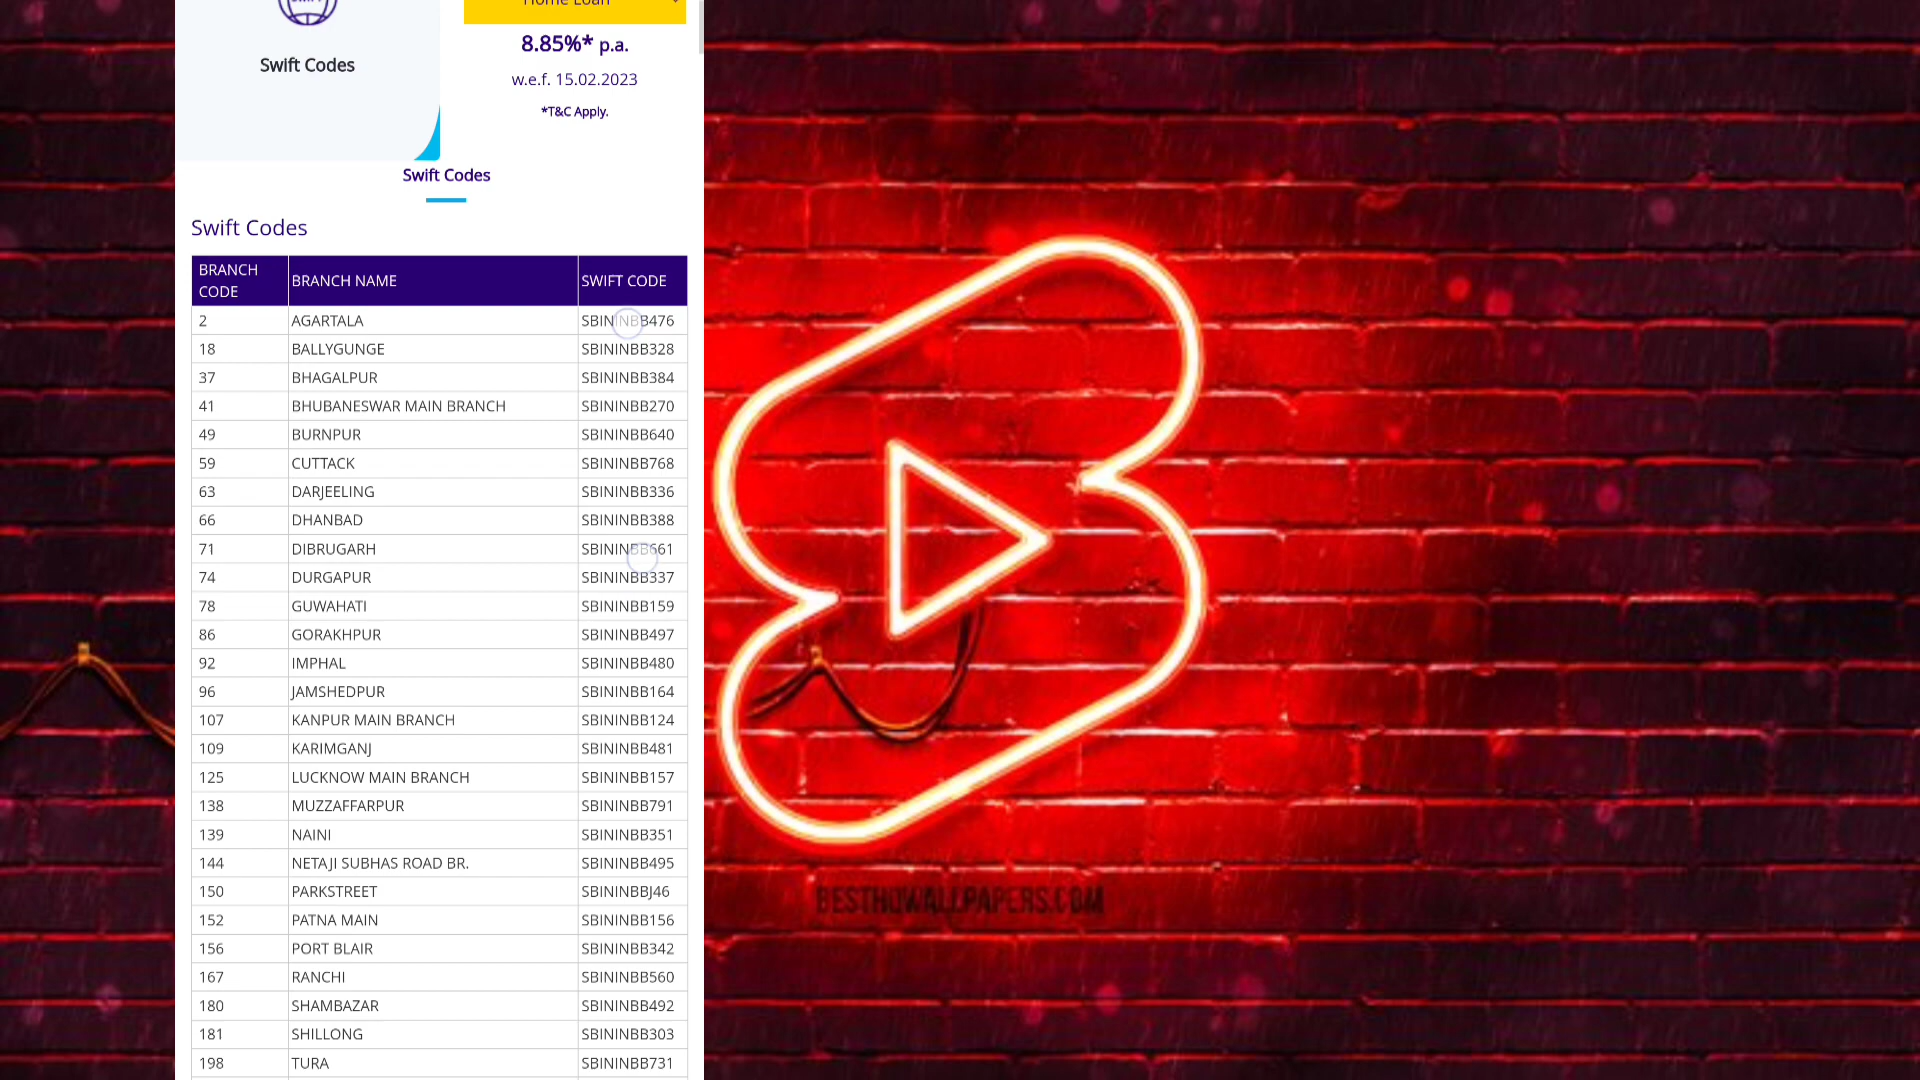 Home Loan
8.85%* p.a.
Swift Codes
w.e.f. 15.02.2023
*T&C Apply.
Swift Codes
Swift Codes
BRANCH CODE BRANCH NAME SWIFT CODE
2 AGARTALA SBININBB476
18 BALLYGUNGE SBININBB328
37 BHAGALPUR SBININBB384
41 BHUBANESWAR MAIN BRANCH SBININBB270
49 BURNPUR SBININBB640
59 CUTTACK SBININBB768
63 DARJEELING SBININBB336
66 DHANBAD SBININBB388
71 DIBRUGARH SBININBB661
74 DURGAPUR SBININBB337
78 GUWAHATI SBININBB159
86 GORAKHPUR SBININBB497
92 IMPHAL SBININBB480
96 JAMSHEDPUR SBININBB164
107 KANPUR MAIN BRANCH SBININBB124
109 KARIMGANJ SBININBB481
125 LUCKNOW MAIN BRANCH SBININBB157
138 MUZZAFFARPUR SBININBB791
139 NAINI SBININBB351
144 NETAJI SUBHAS ROAD BR. SBININBB495
150 PARKSTREET SBININBBJ46
152 PATNA MAIN SBININBB156
156 PORT BLAIR SBININBB342
167 RANCHI SBININBB560
180 SHAMBAZAR SBININBB492
181 SHILLONG SBININBB303
198 TURA SBININBB731
BESTHQWALLPAPERS.COM